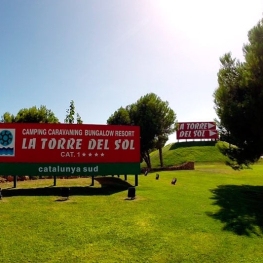 CAMPING CARAVANING BUNGALOW RESORT
LA TORRE DEL SOL
CAT. 1 ★★★★
catalunya sud
LA TORRE
DEL SOL